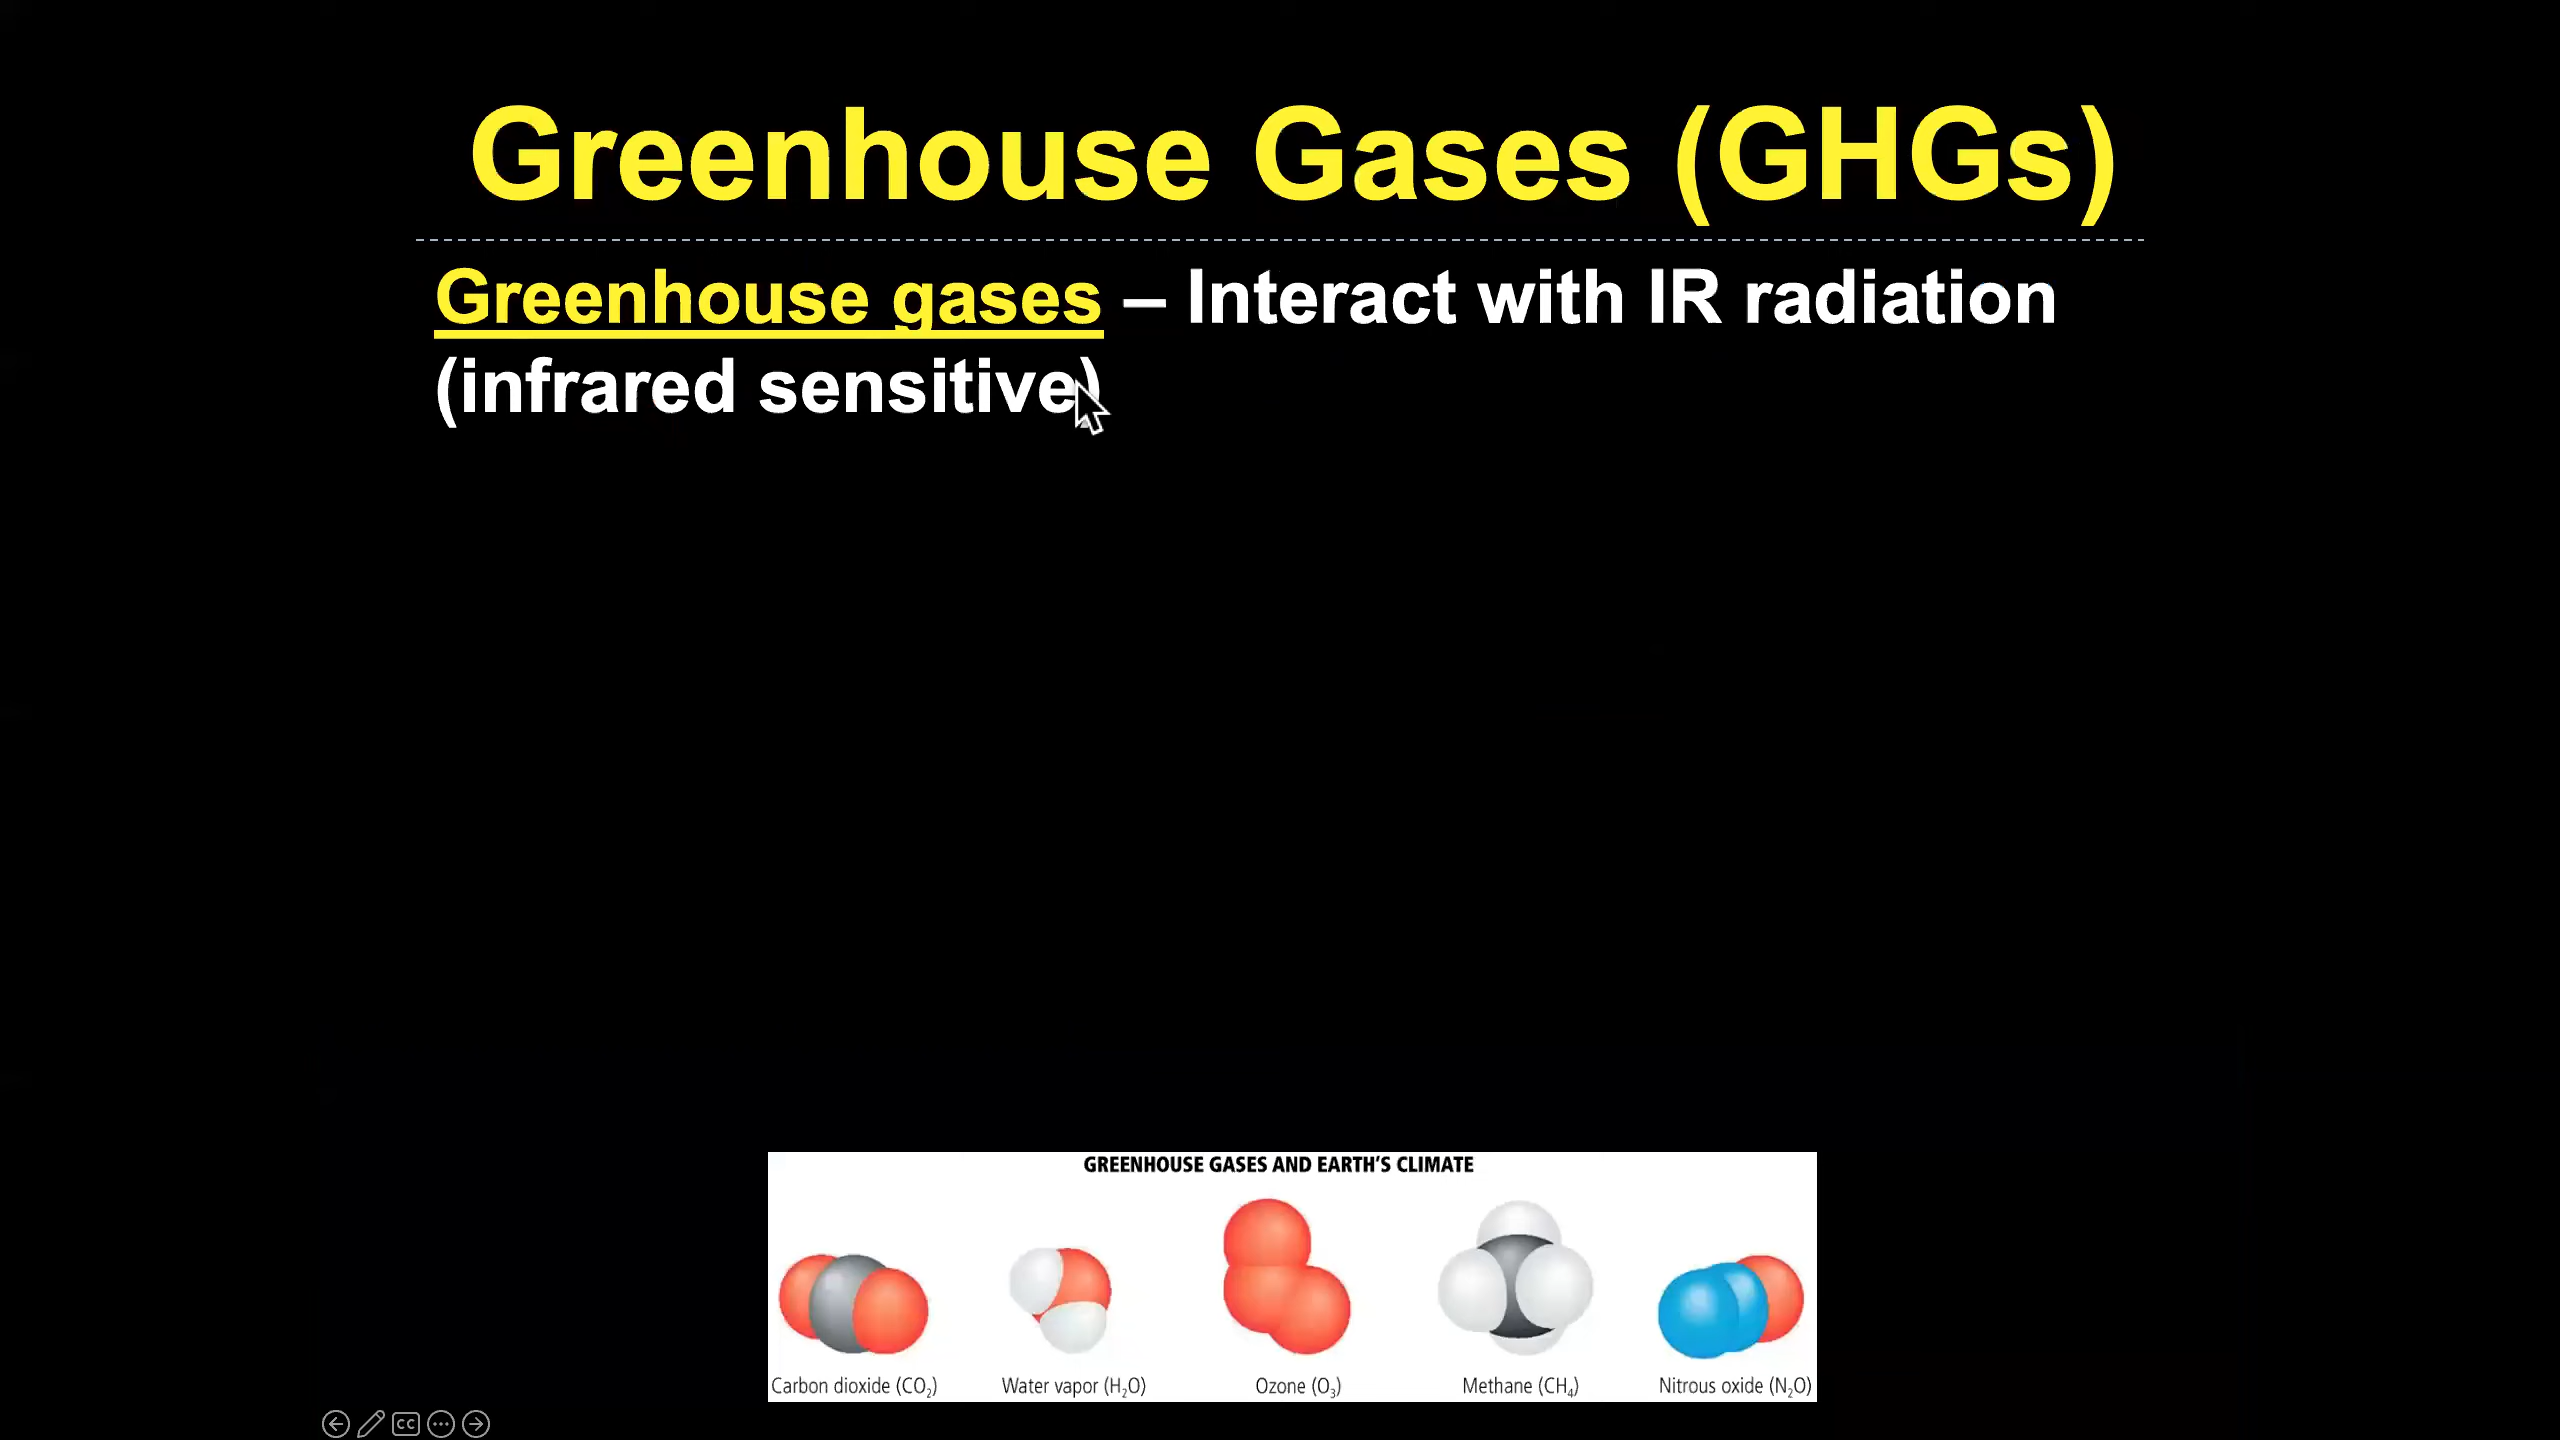 Greenhouse Gases (GHGs)
Greenhouse gases – Interact with IR radiation
(infrared sensitive)
GREENHOUSE GASES AND EARTH'S CLIMATE
Carbon dioxide (CO₂) Water vapor (H₂O) Ozone (O₃) Methane (CH₄) Nitrous oxide (N₂O)
CC